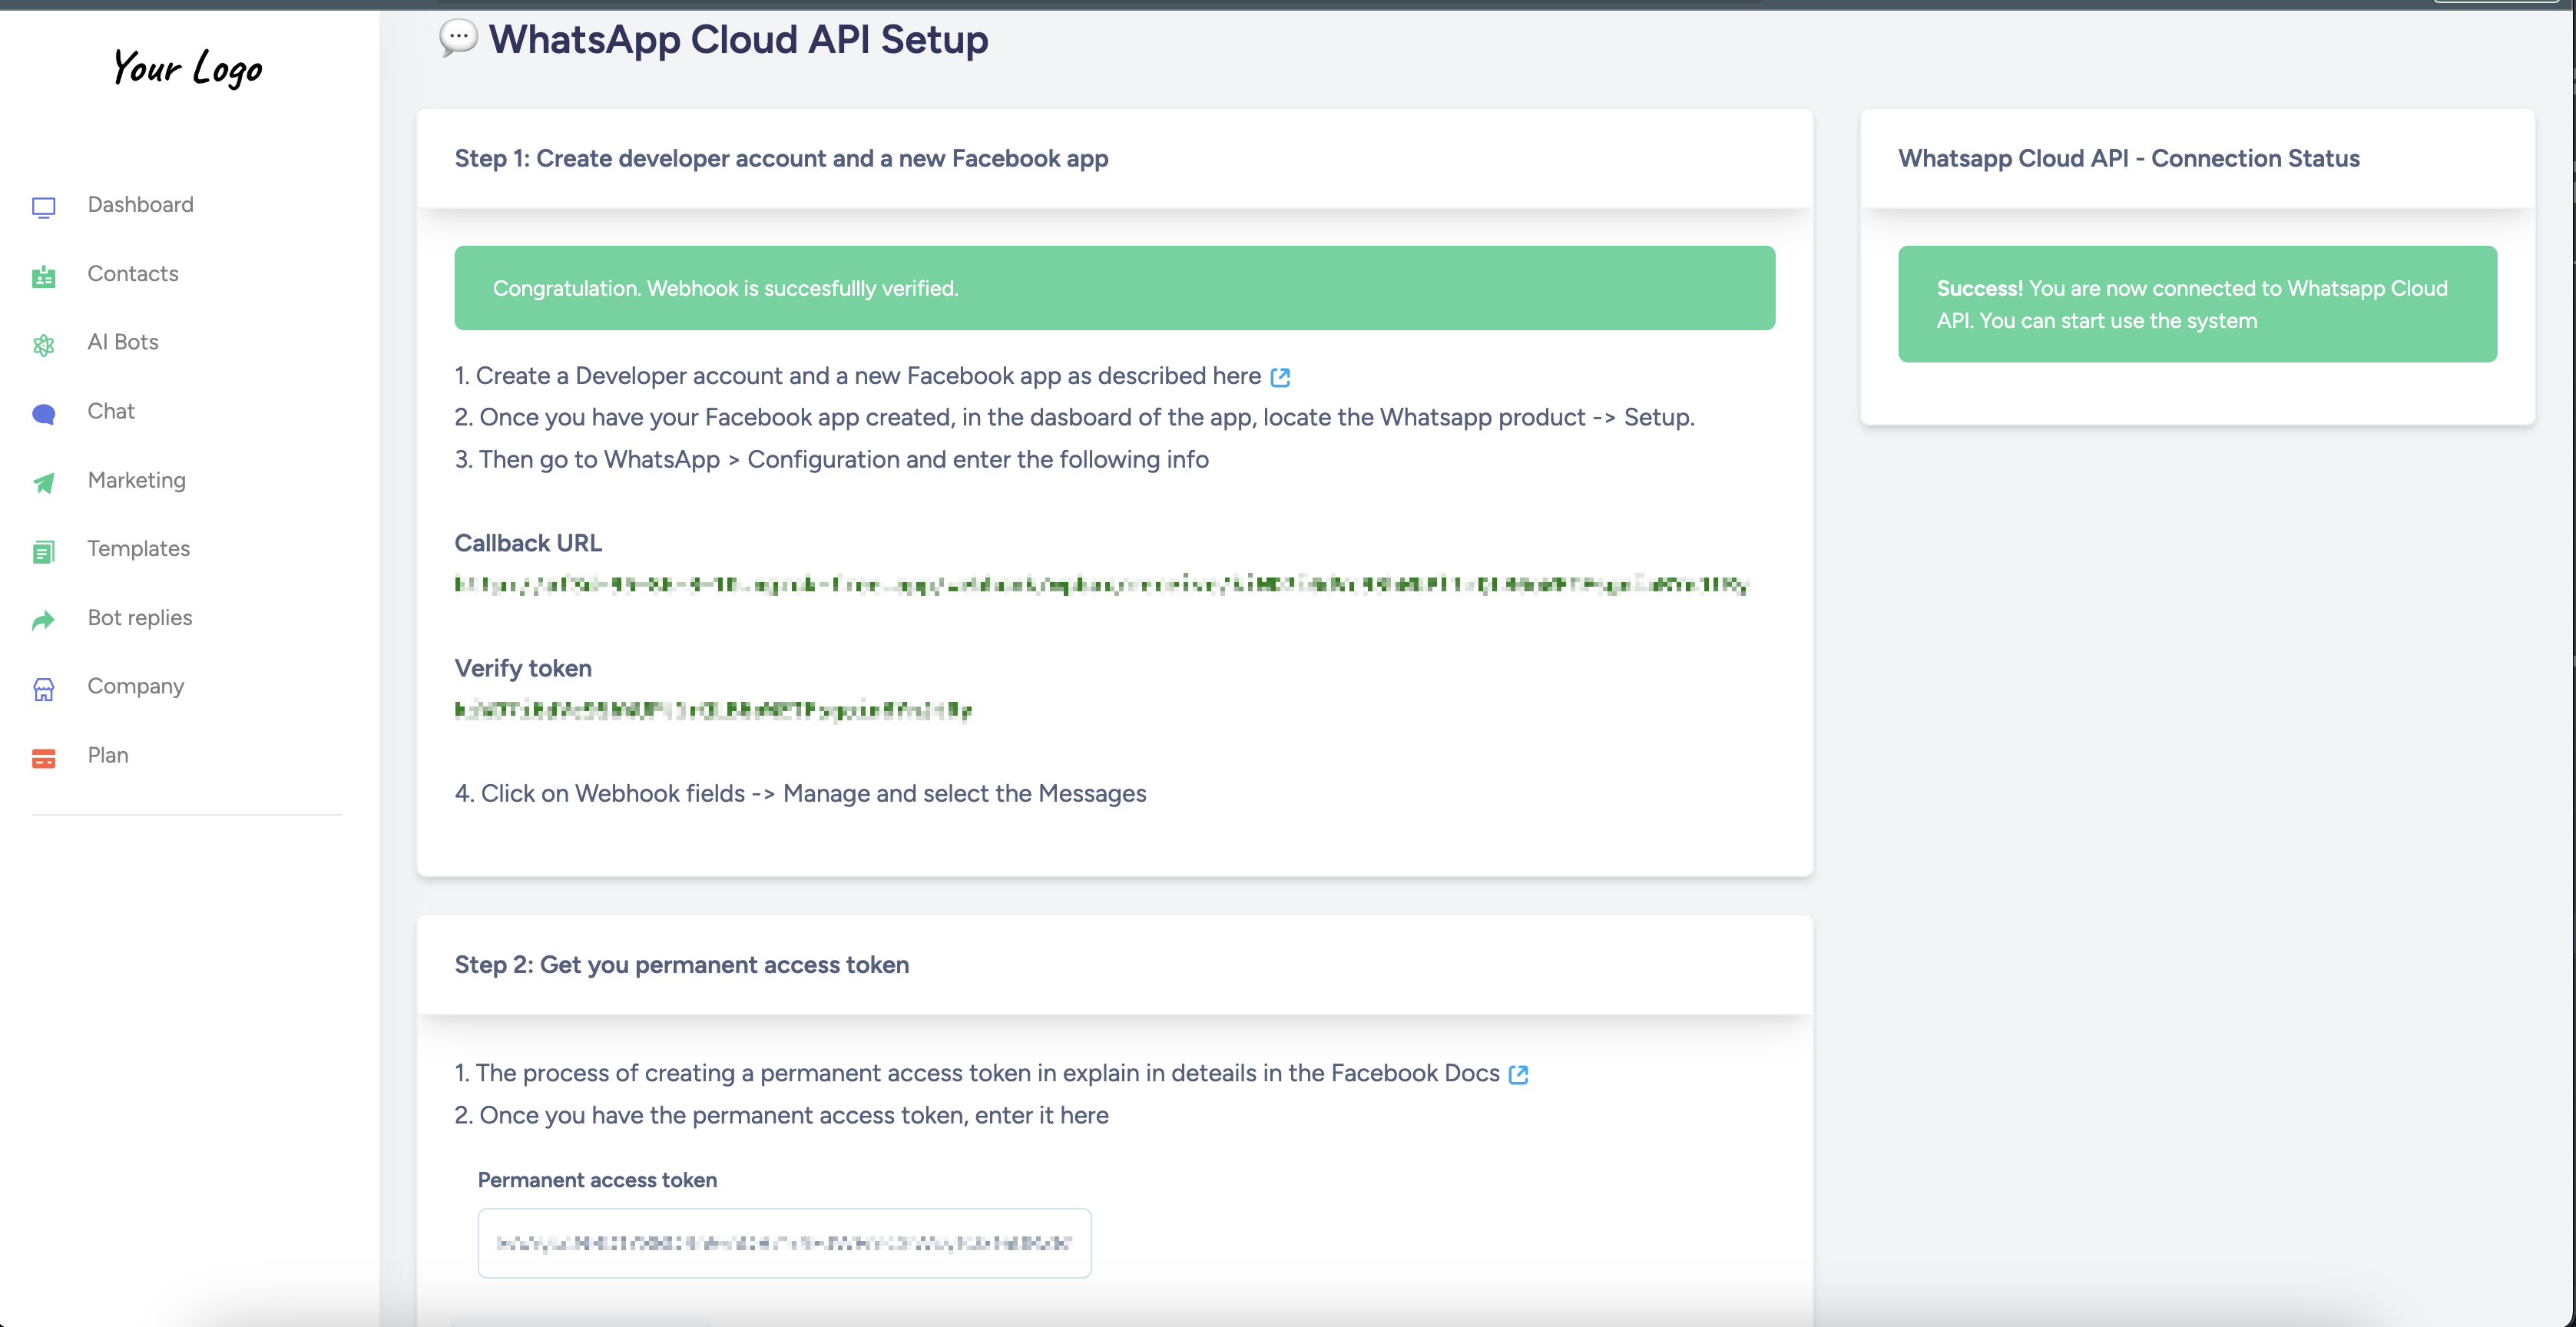 Your Logo
Dashboard
Contacts
AI Bots
Chat
Marketing
Templates
Bot replies
Company
Plan
WhatsApp Cloud API Setup
Step 1: Create developer account and a new Facebook app
Congratulation. Webhook is succesfullly verified.
1. Create a Developer account and a new Facebook app as described here
2. Once you have your Facebook app created, in the dasboard of the app, locate the Whatsapp product -> Setup.
3. Then go to WhatsApp > Configuration and enter the following info
Callback URL
Verify token
4. Click on Webhook fields -> Manage and select the Messages
Step 2: Get you permanent access token
1. The process of creating a permanent access token in explain in deteails in the Facebook Docs
2. Once you have the permanent access token, enter it here
Permanent access token
Whatsapp Cloud API - Connection Status
Success! You are now connected to Whatsapp Cloud
API. You can start use the system